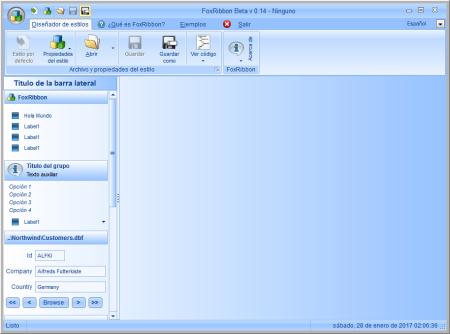 FoxRibbon Beta v 0.14 - Ninguno
Diseñador de estilos ¿Qué es FoxRibbon? Ejemplos Salir Español
Estilo por defecto
Propiedades del estilo
Abrir
Guardar
Guardar como
Ver código
Acerca de
Archivo y propiedades del estilo FoxRibbon
Título de la barra lateral
FoxRibbon
Hola Mundo
Label1
Label1
Label1
Título del grupo
Texto auxiliar
Opción 1
Opción 2
Opción 3
Opción 4
Label1
...\Northwind\Customers.dbf
Id ALFKI
Company Alfreds Futterkiste
Country Germany
<< < Browse > >>
Listo sábado, 28 de enero de 2017 02:06:39